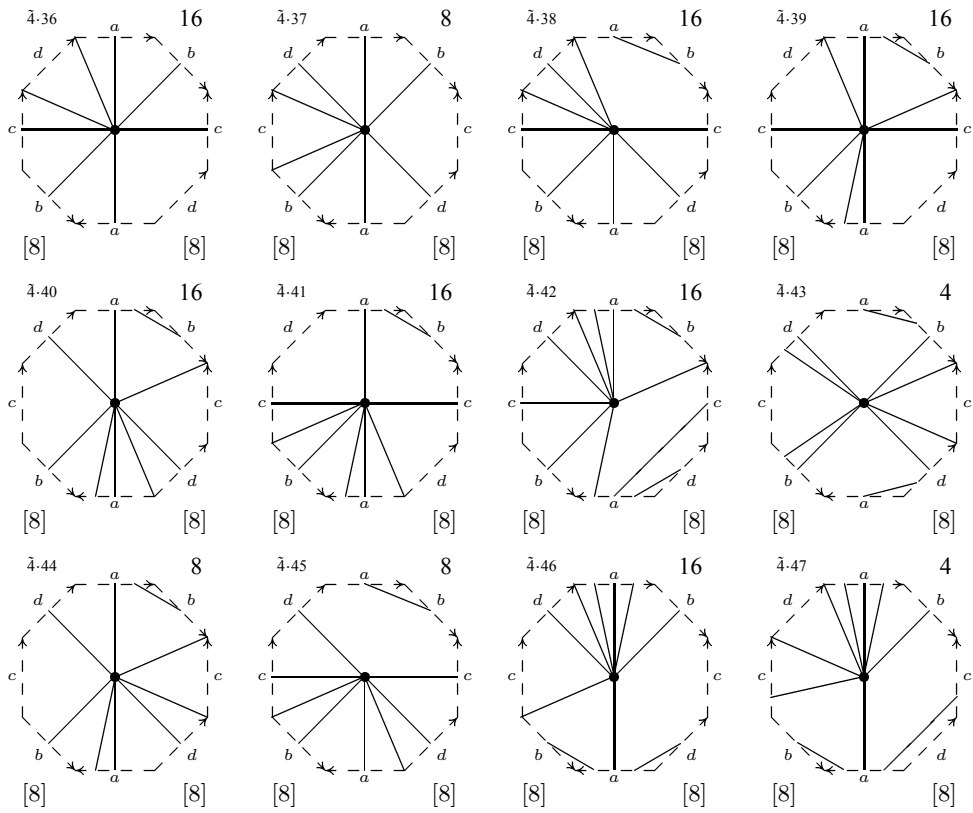 4̃·36 16 4̃·37 8 4̃·38 16 4̃·39 16
a a a a
d b d b d b d b
c c c c c c c c
b d b d b d b d
a a a a
[8] [8] [8] [8] [8] [8] [8] [8]
4̃·40 16 4̃·41 16 4̃·42 16 4̃·43 4
a a a a
d b d b d b d b
c c c c c c c c
b d b d b d b d
a a a a
[8] [8] [8] [8] [8] [8] [8] [8]
4̃·44 8 4̃·45 8 4̃·46 16 4̃·47 4
a a a a
d b d b d b d b
c c c c c c c c
b d b d b d b d
a a a a
[8] [8] [8] [8] [8] [8] [8] [8]